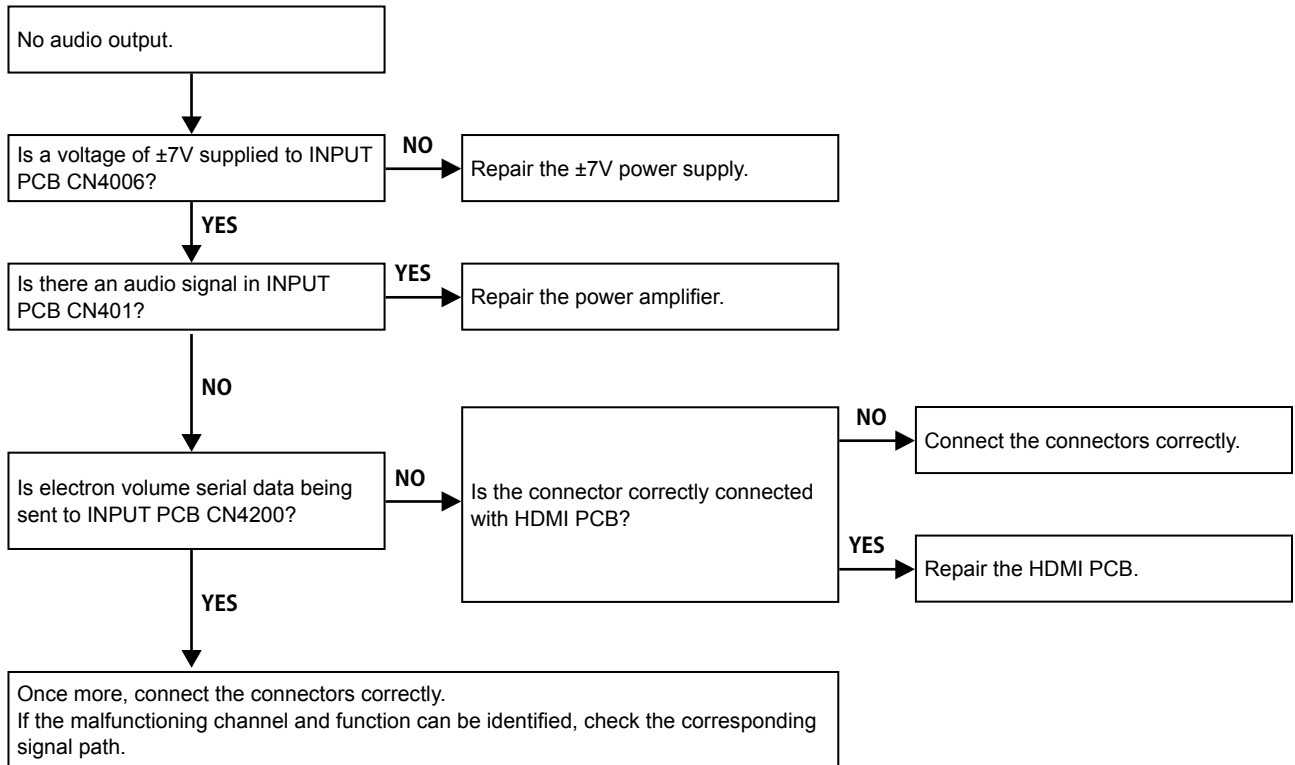 No audio output.
Is a voltage of ±7V supplied to INPUT
PCB CN4006?
NO
Repair the ±7V power supply.
YES
Is there an audio signal in INPUT
PCB CN401?
YES
Repair the power amplifier.
NO
Is electron volume serial data being
sent to INPUT PCB CN4200?
NO
Is the connector correctly connected
with HDMI PCB?
NO
Connect the connectors correctly.
YES
Repair the HDMI PCB.
YES
Once more, connect the connectors correctly.
If the malfunctioning channel and function can be identified, check the corresponding
signal path.